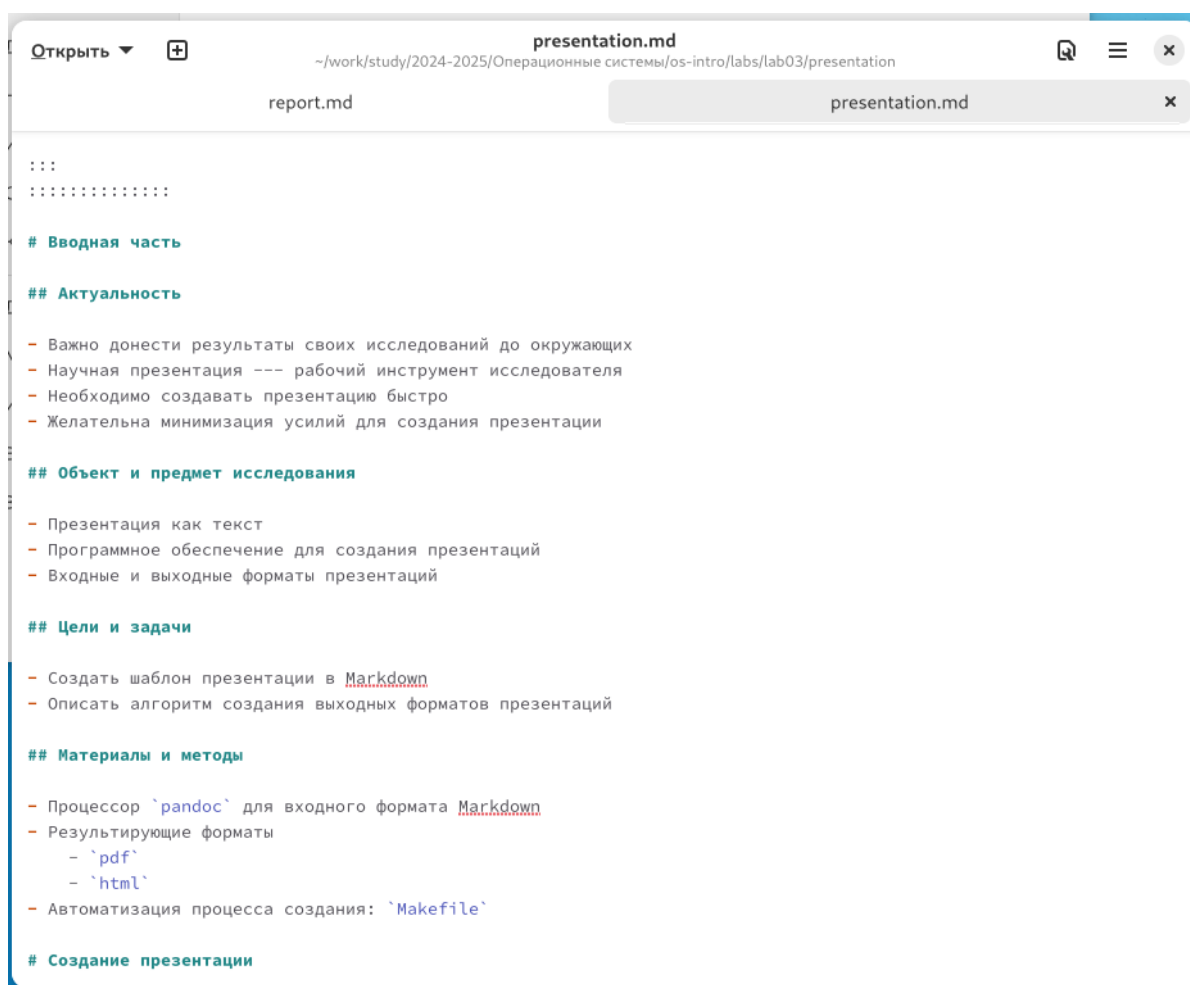 Открыть
presentation.md
~/work/study/2024-2025/Операционные системы/os-intro/labs/lab03/presentation
report.md
presentation.md
:::
::::::::::::::
# Вводная часть
## Актуальность
- Важно донести результаты своих исследований до окружающих
- Научная презентация --- рабочий инструмент исследователя
- Необходимо создавать презентацию быстро
- Желательна минимизация усилий для создания презентации
## Объект и предмет исследования
- Презентация как текст
- Программное обеспечение для создания презентаций
- Входные и выходные форматы презентаций
## Цели и задачи
- Создать шаблон презентации в Markdown
- Описать алгоритм создания выходных форматов презентаций
## Материалы и методы
- Процессор `pandoc` для входного формата Markdown
- Результирующие форматы
- `pdf`
- `html`
- Автоматизация процесса создания: `Makefile`
# Создание презентации